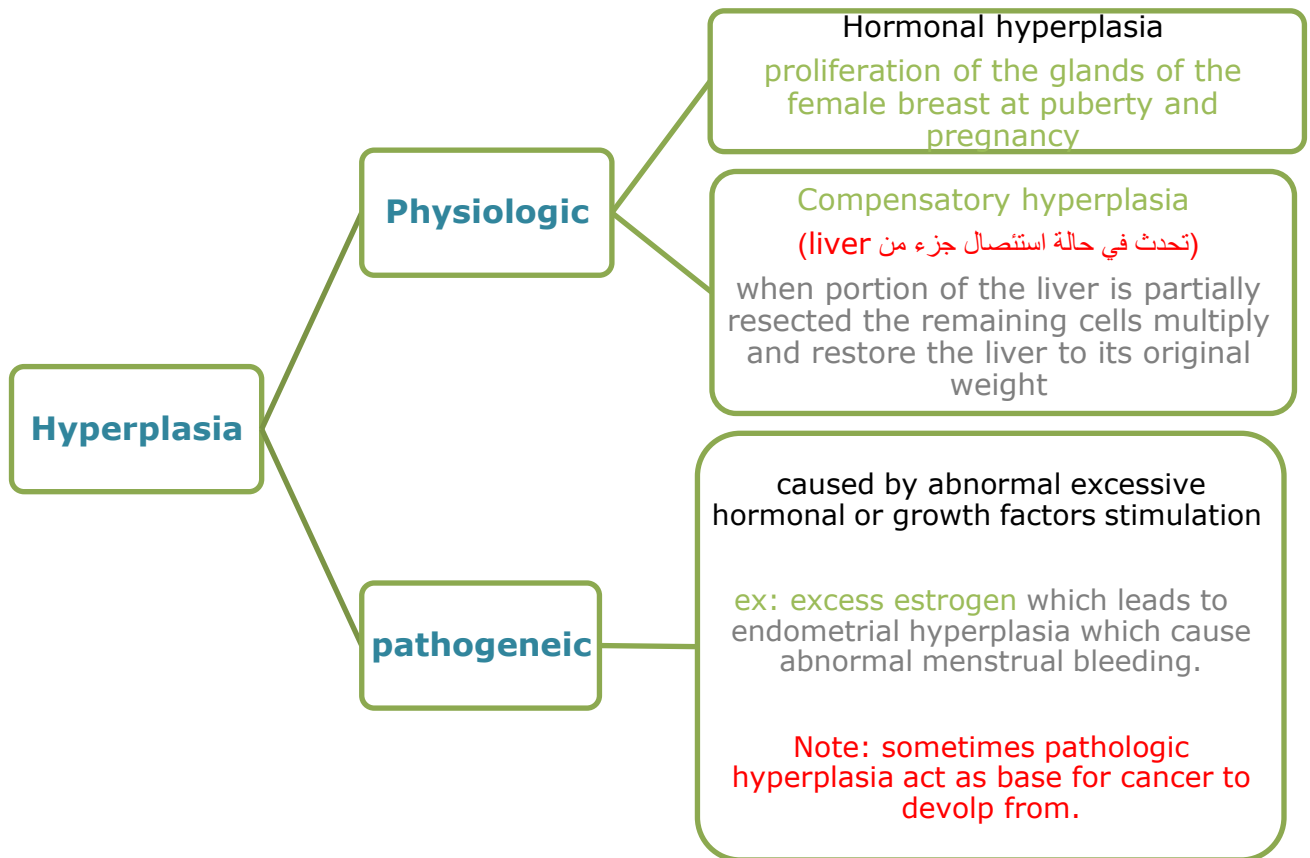 Hyperplasia
Physiologic
Hormonal hyperplasia
proliferation of the glands of the
female breast at puberty and
pregnancy
Compensatory hyperplasia
(تحدث في حالة استئصال جزء من liver)
when portion of the liver is partially
resected the remaining cells multiply
and restore the liver to its original
weight
pathogeneic
caused by abnormal excessive
hormonal or growth factors stimulation
ex: excess estrogen which leads to
endometrial hyperplasia which cause
abnormal menstrual bleeding.
Note: sometimes pathologic
hyperplasia act as base for cancer to
devolp from.